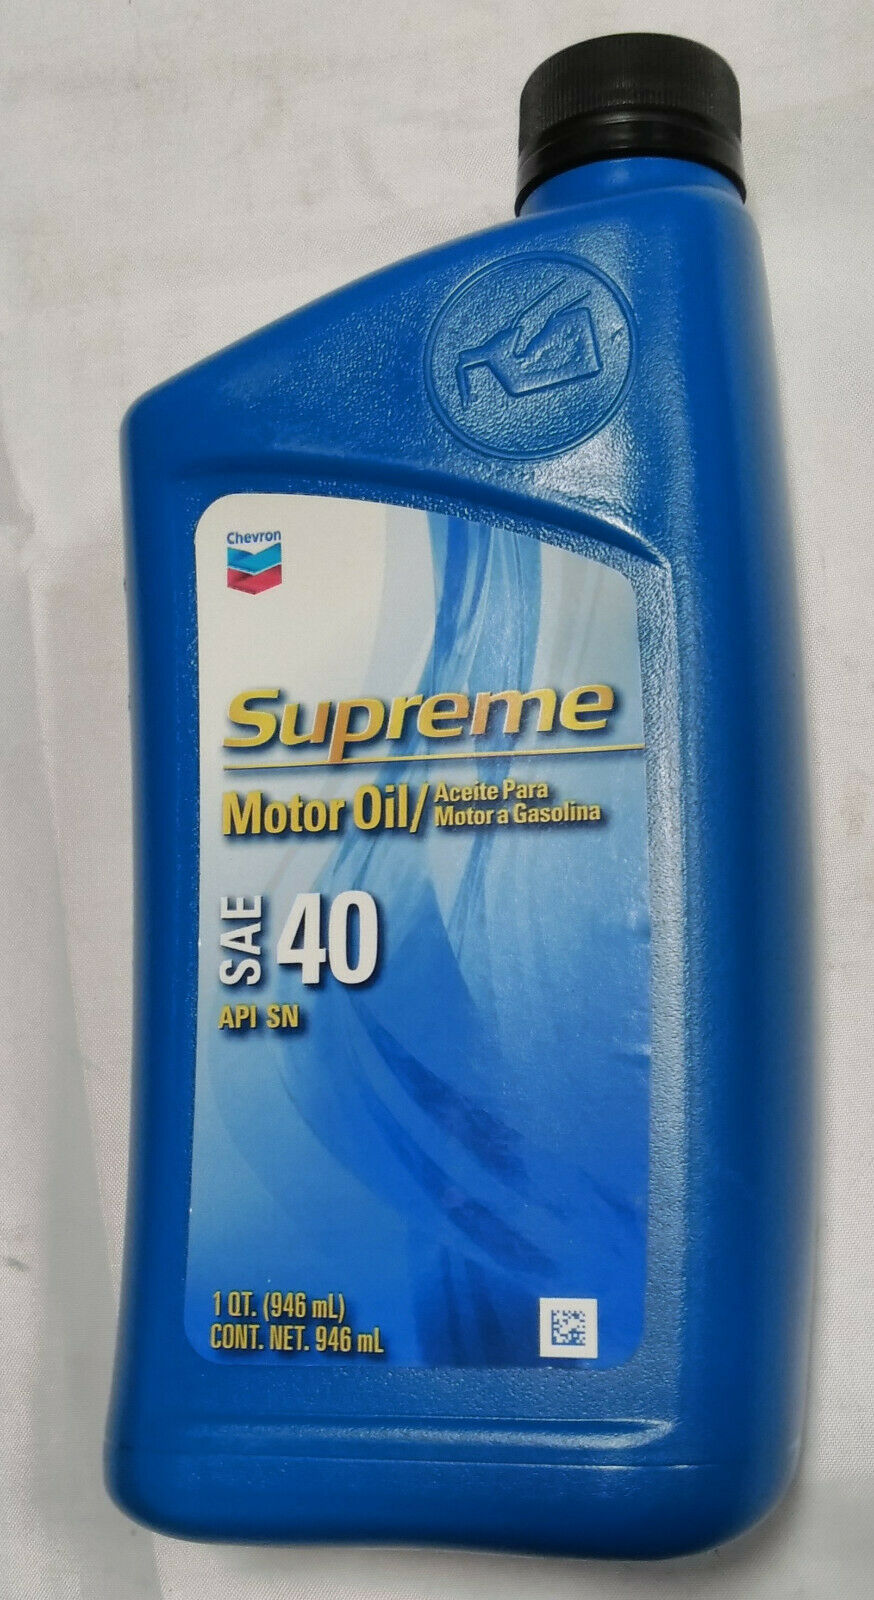 Chevron
Supreme
Motor Oil/ Aceite Para
Motor a Gasolina
SAE 40
API SN
1 QT. (946 mL)
CONT. NET. 946 mL